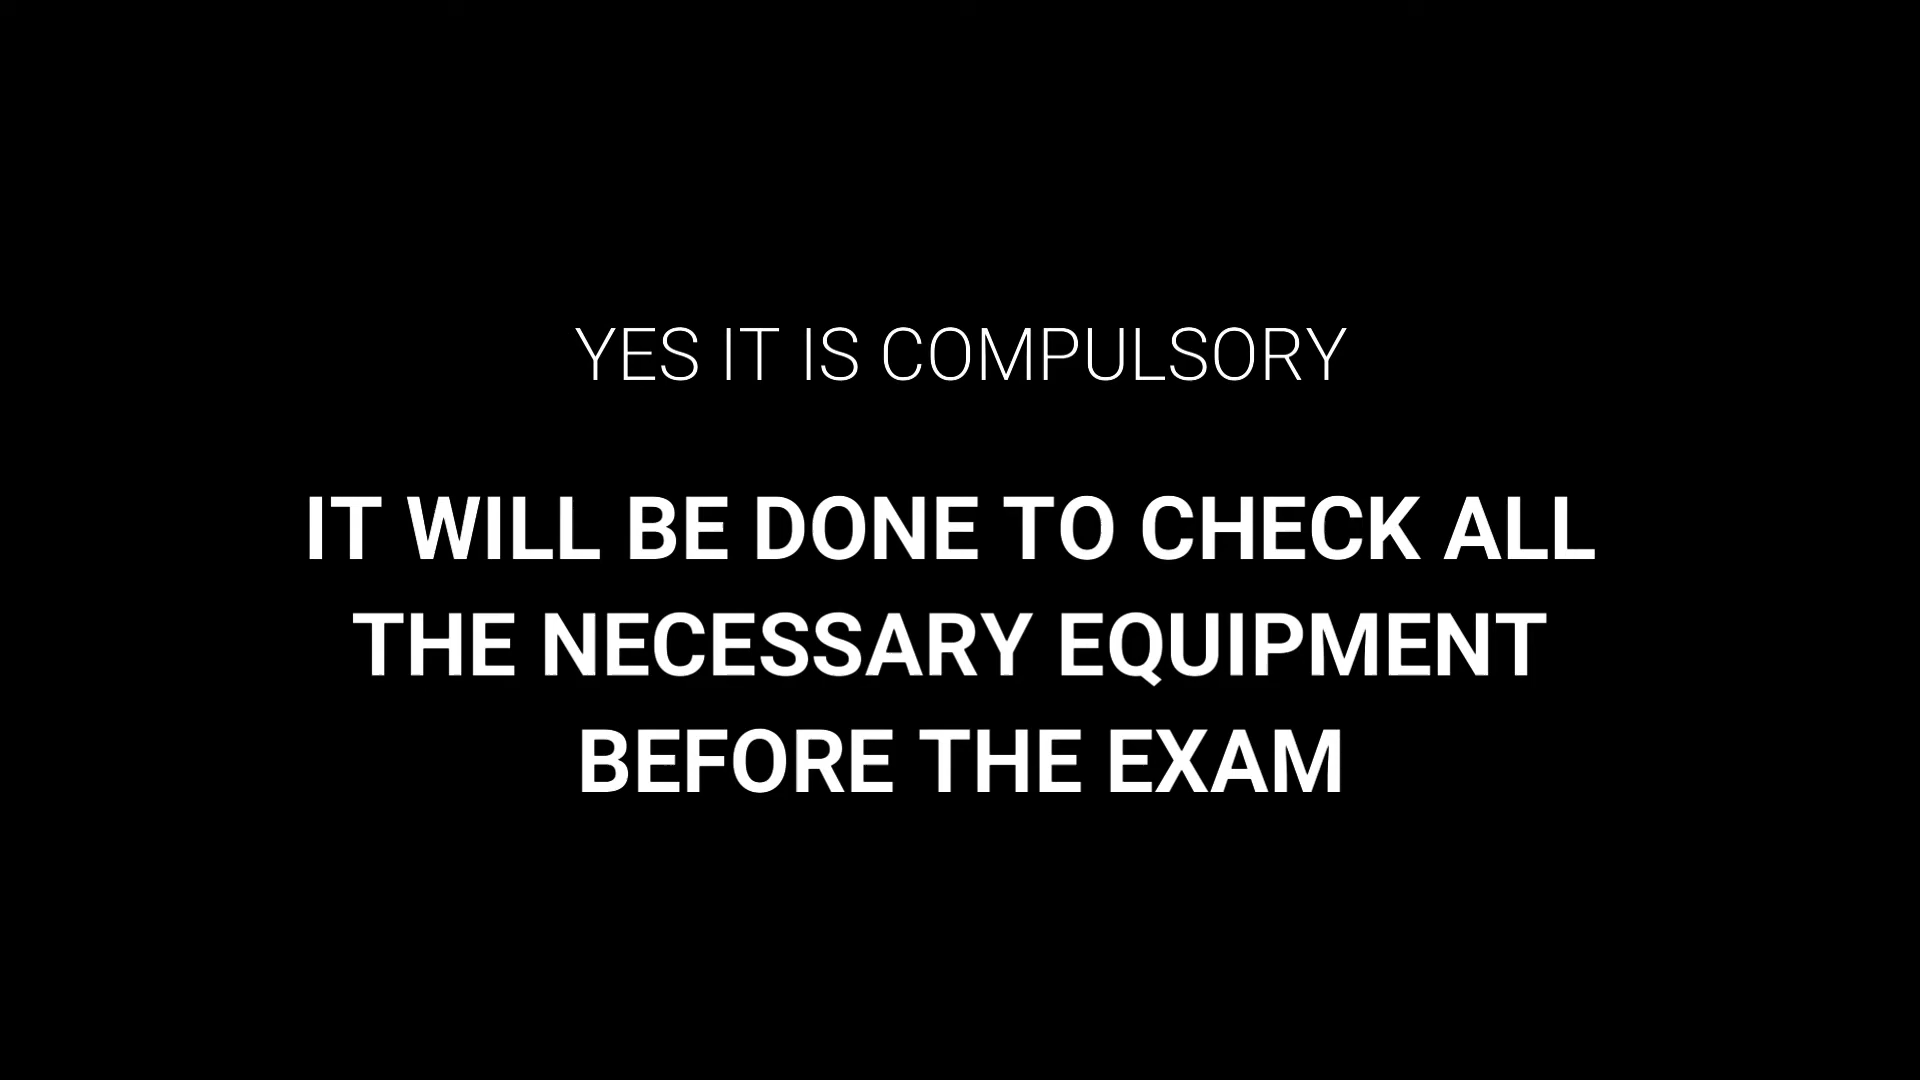 YES IT IS COMPULSORY
IT WILL BE DONE TO CHECK ALL
THE NECESSARY EQUIPMENT
BEFORE THE EXAM